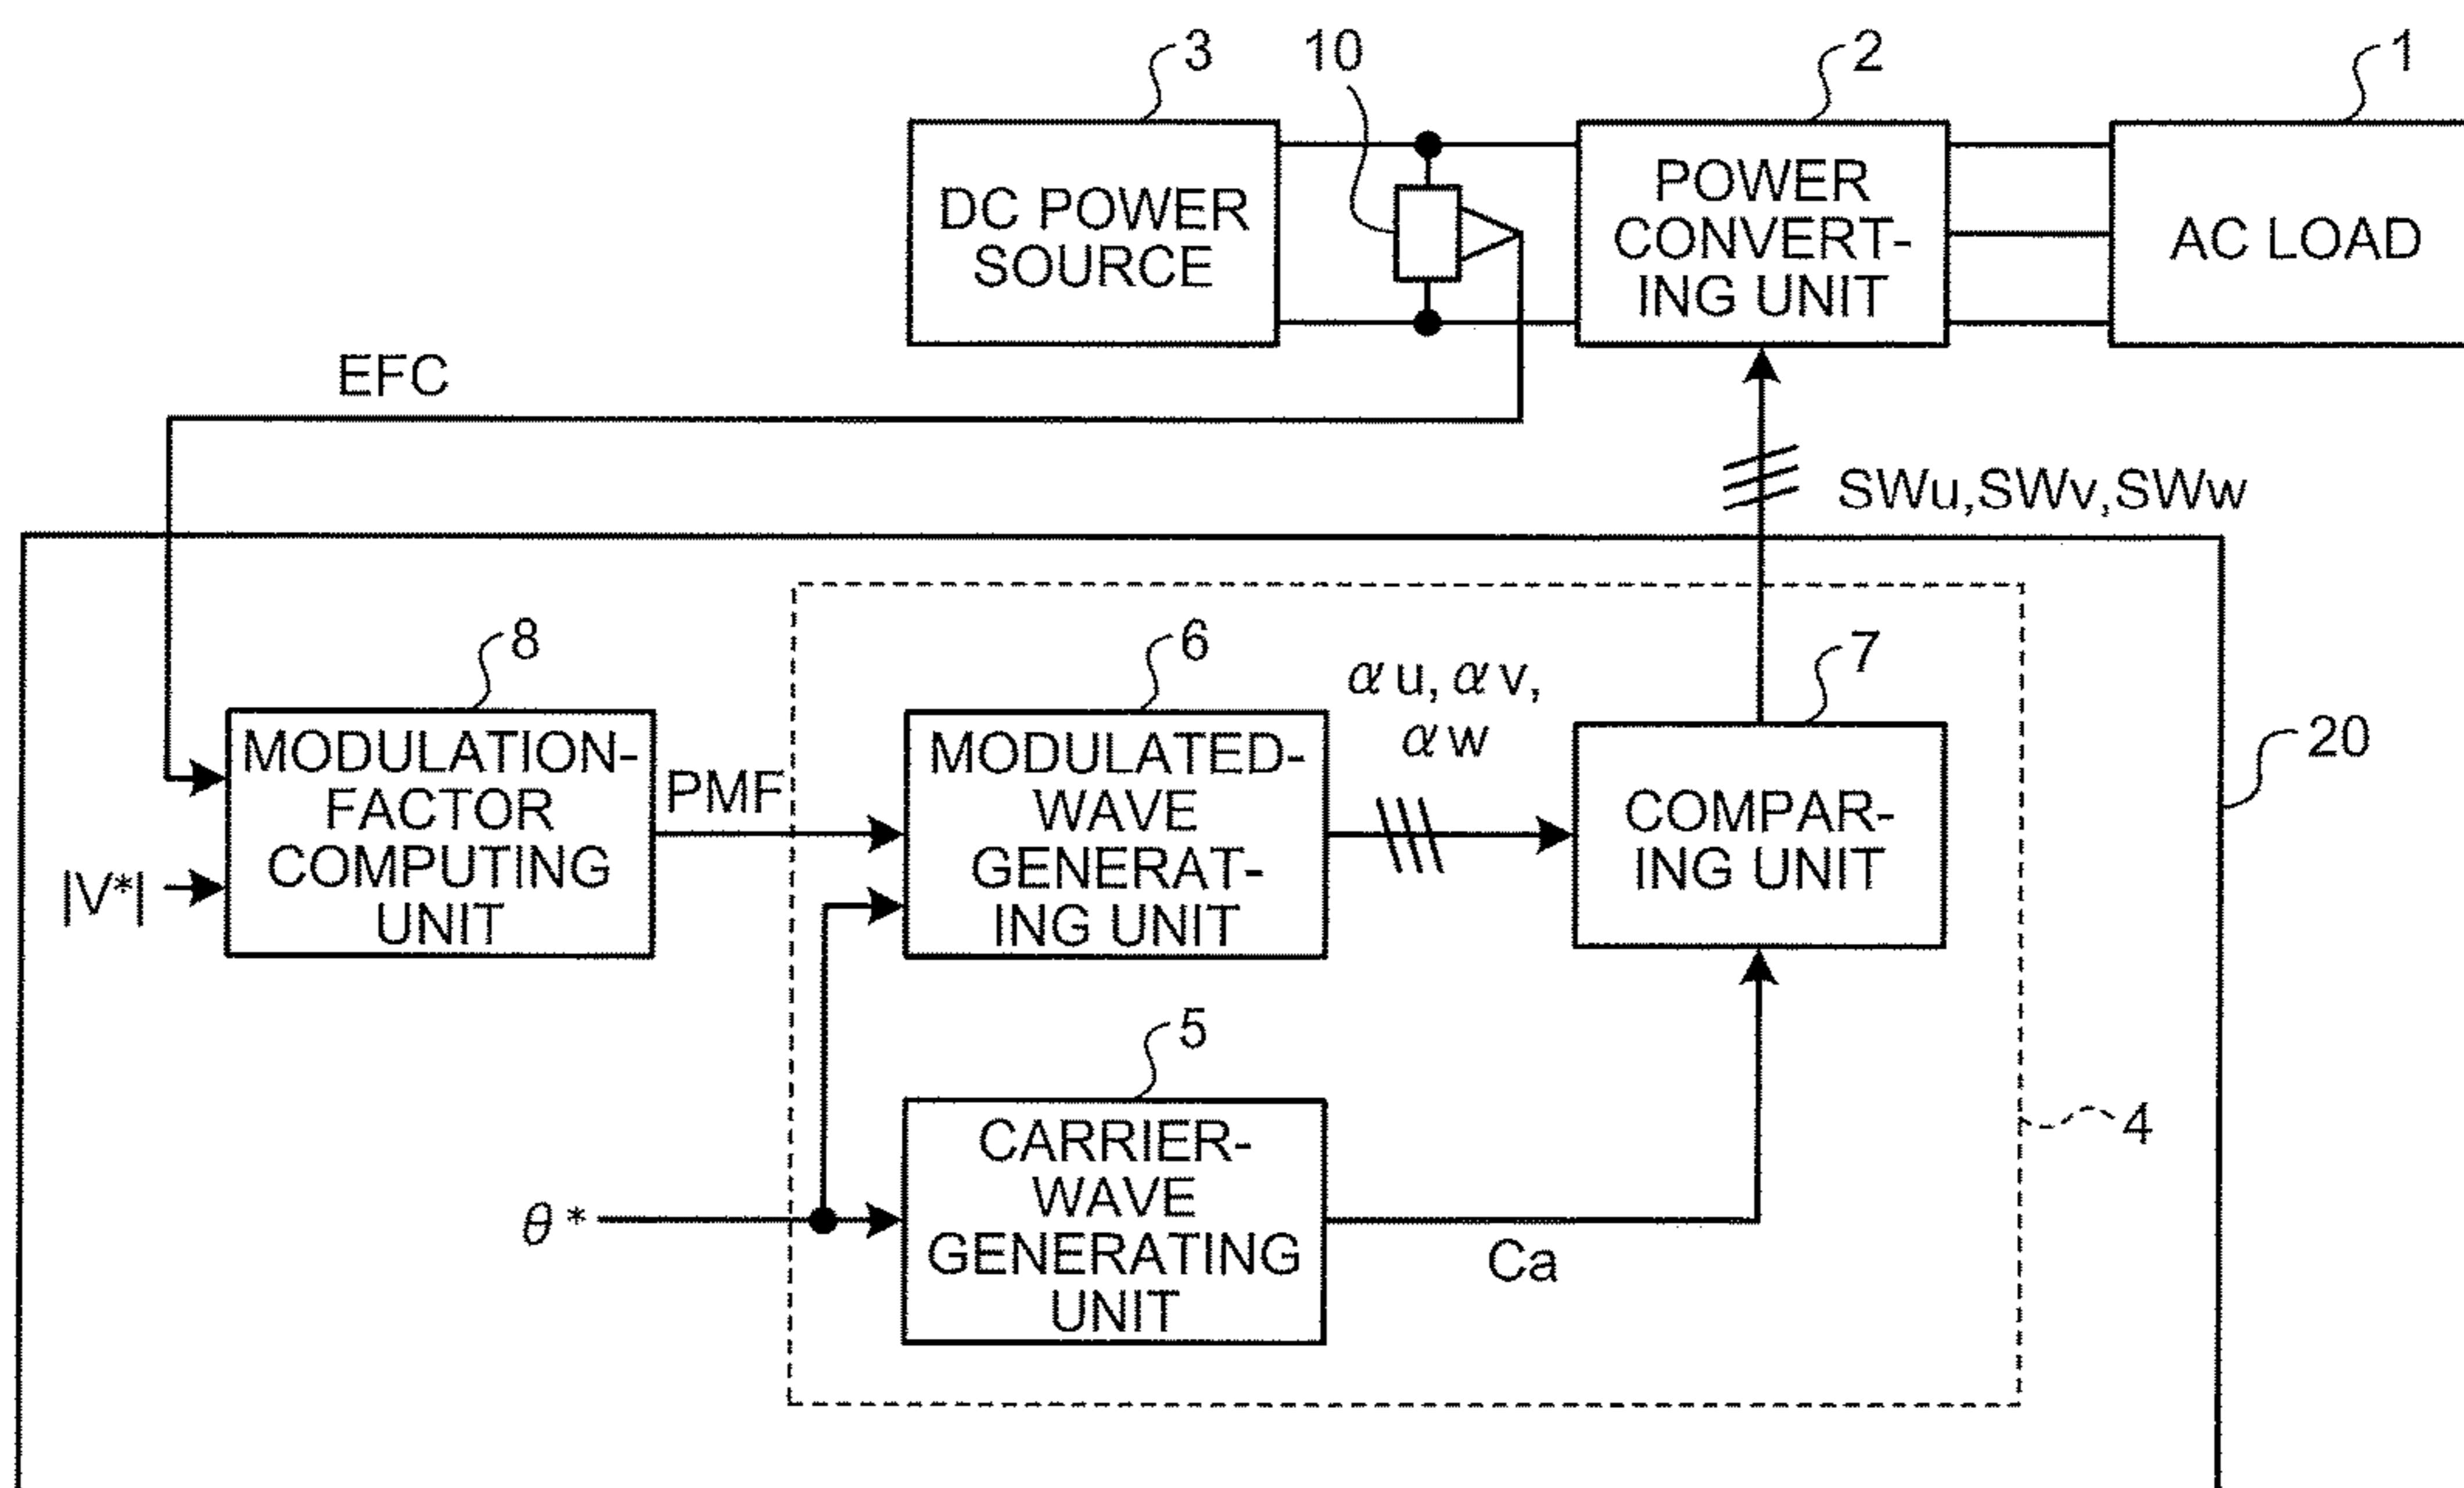 3
10
2
1
DC POWER
SOURCE
POWER
CONVERT-
ING UNIT
AC LOAD
EFC
SWu,SWv,SWw
8
6
αu, αv,
αw
7
20
MODULATION-
FACTOR
COMPUTING
UNIT
PMF
MODULATED-
WAVE
GENERAT-
ING UNIT
COMPAR-
ING UNIT
|V*|
5
4
CARRIER-
WAVE
GENERATING
UNIT
θ*
Ca